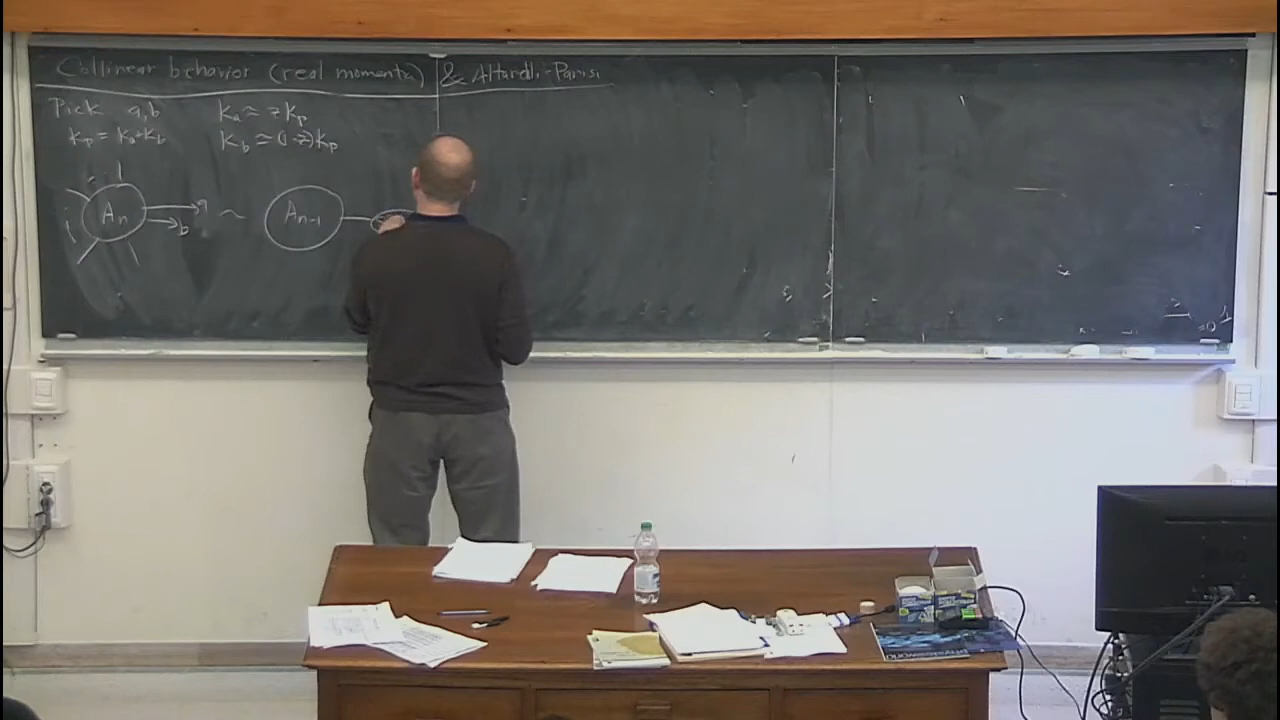 Collinear behavior (real momenta) & Altarelli-Parisi
Pick a,b k_a ≃ z k_P
k_P = k_a + k_b k_b ≃ (1-z) k_P
A_n a ~ A_{n-1}
b